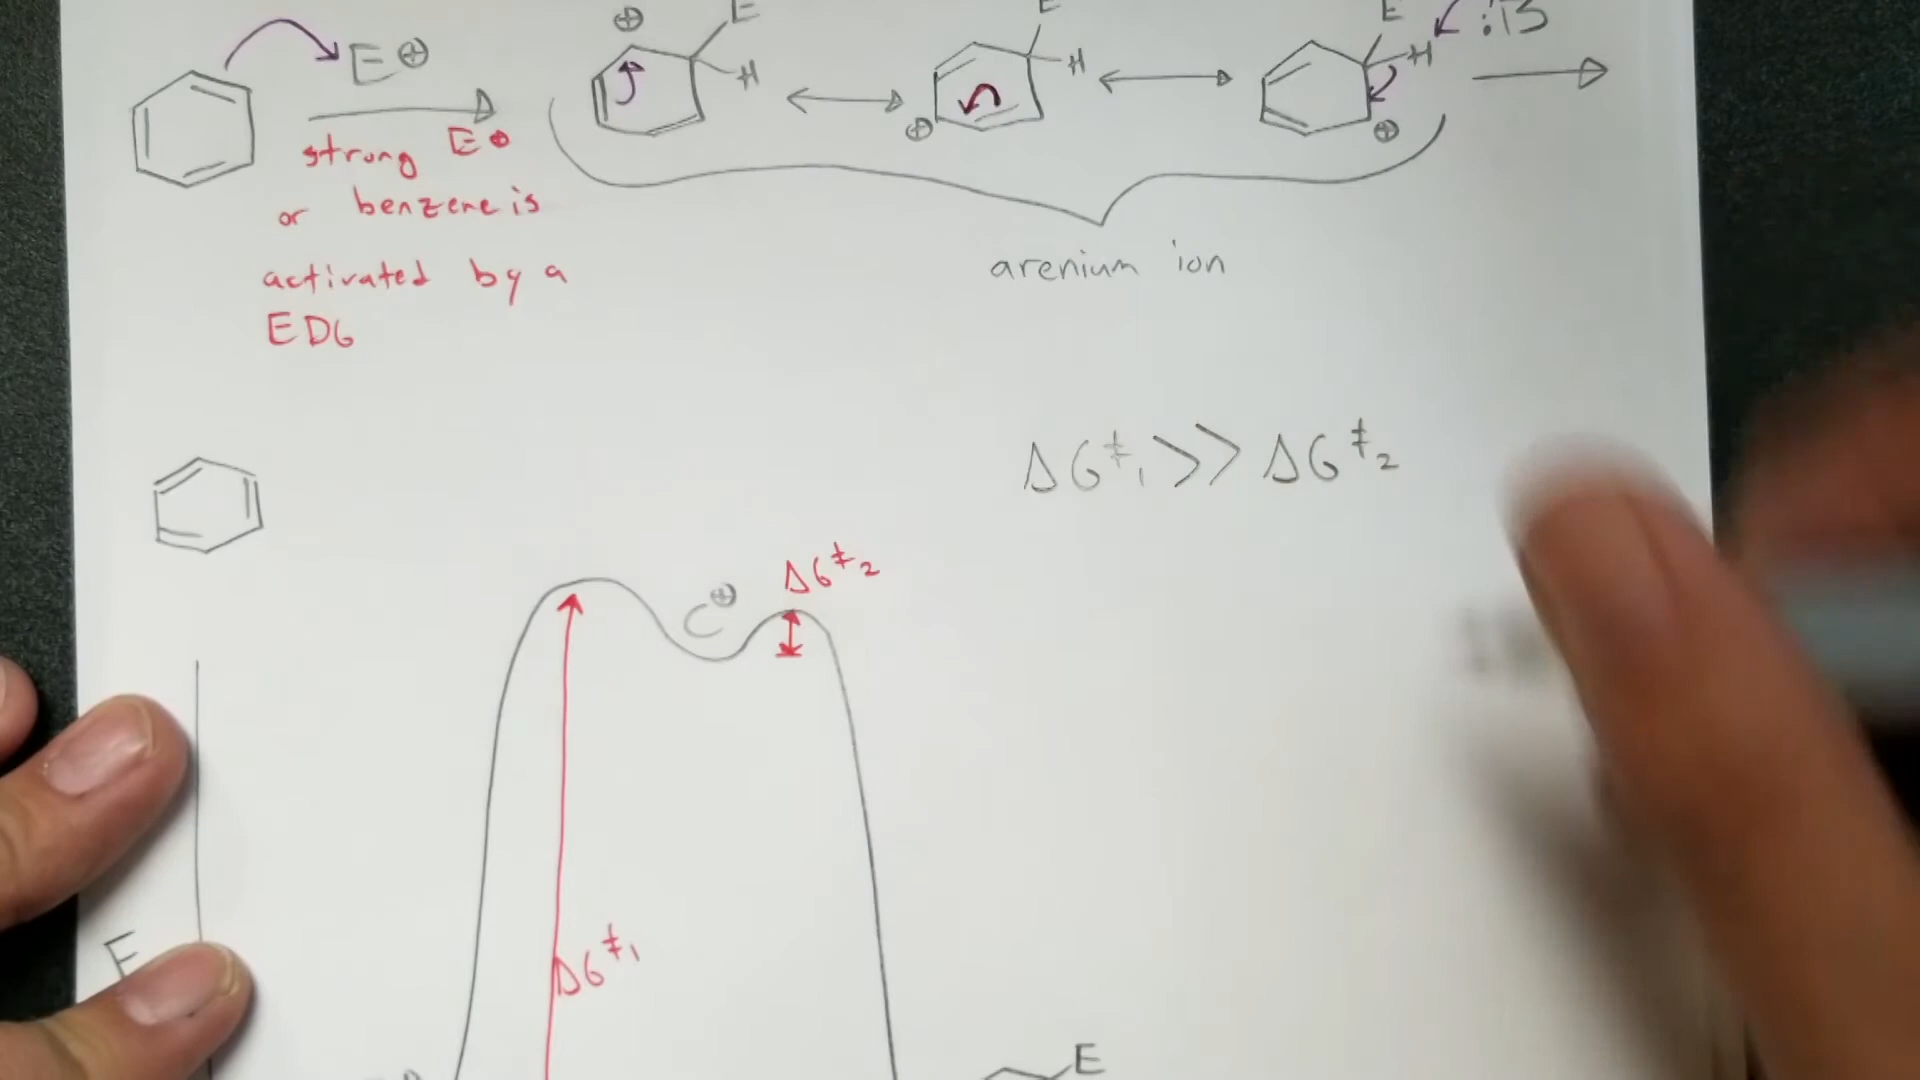 E⊕
⊕
E
H
E
H
⊕
E
H
:B
⊕
strong E⊕
or benzene is
activated by a
EDG
arenium ion
ΔG‡₁ >> ΔG‡₂
C⊕
ΔG‡₂
E
ΔG‡₁
E